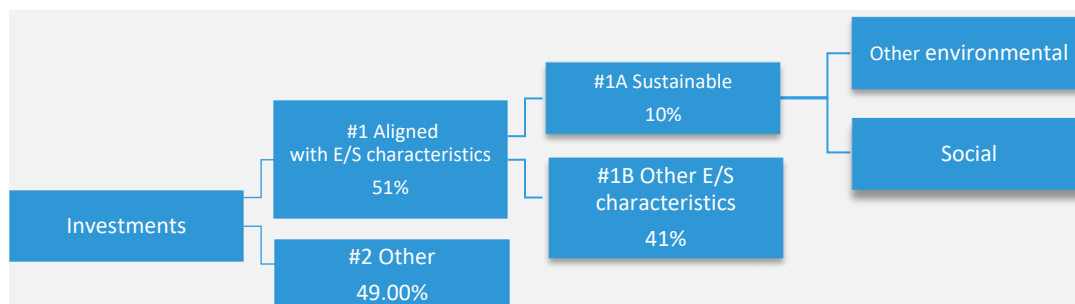 Investments
#1 Aligned
with E/S characteristics
51%
#2 Other
49.00%
#1A Sustainable
10%
#1B Other E/S
characteristics
41%
Other environmental
Social